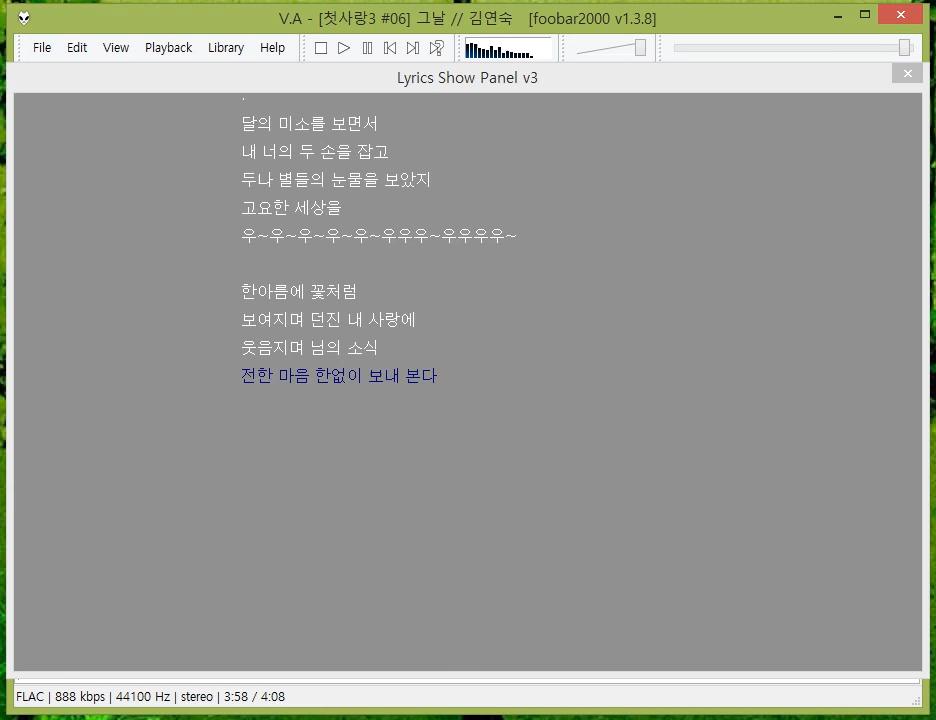 V.A - [첫사랑3 #06] 그날 // 김연숙 [foobar2000 v1.3.8]
File Edit View Playback Library Help
Lyrics Show Panel v3
달의 미소를 보면서
내 너의 두 손을 잡고
두나 별들의 눈물을 보았지
고요한 세상을
우~우~우~우~우~우우우~우우우우~
한아름에 꽃처럼
보여지며 던진 내 사랑에
웃음지며 님의 소식
전한 마음 한없이 보내 본다
FLAC | 888 kbps | 44100 Hz | stereo | 3:58 / 4:08